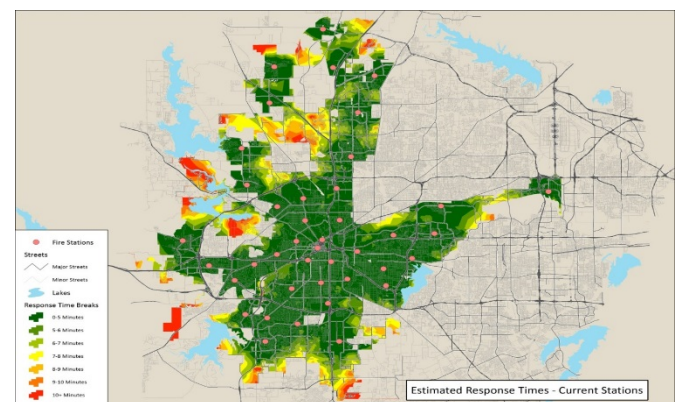 Fire Stations
Streets
Major Streets
Minor Streets
Lakes
Response Time Breaks
0-5 Minutes
5-6 Minutes
6-7 Minutes
7-8 Minutes
8-9 Minutes
9-10 Minutes
10+ Minutes
Estimated Response Times - Current Stations